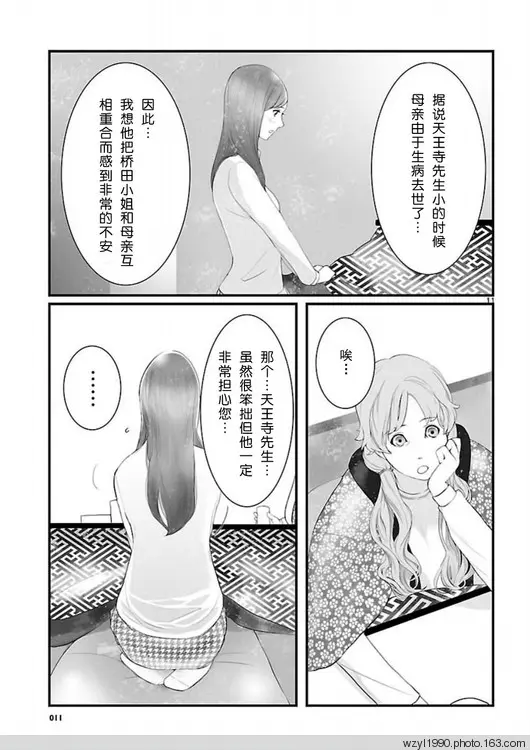 据说天王寺先生小的时候
母亲由于生病去世了…
因此…
我想他把桥田小姐和母亲互
相重合而感到非常的不安
11
唉…
那个…天王寺先生…
虽然很笨拙但他一定
非常担心您…
……
011
wzyl1990.photo.163.com